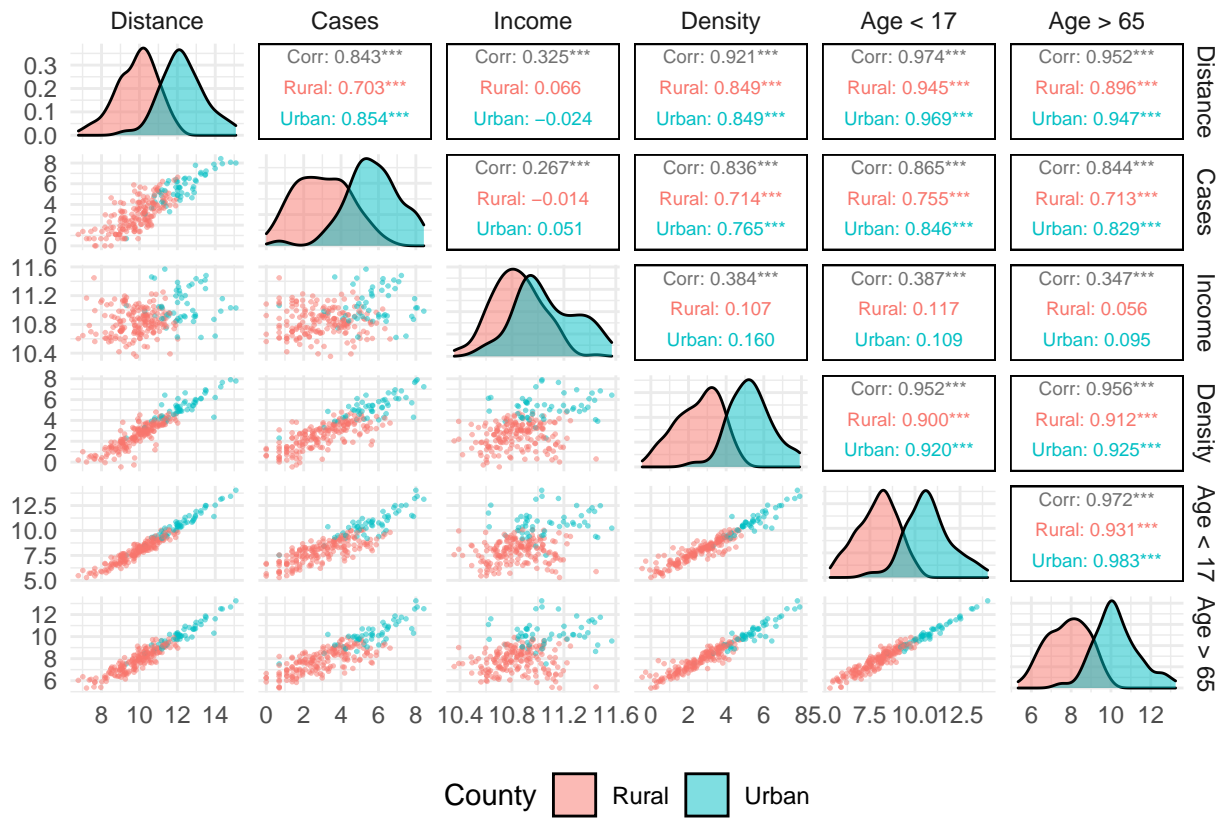 Distance Cases Income Density Age < 17 Age > 65
0.3 Corr: 0.843*** Corr: 0.325*** Corr: 0.921*** Corr: 0.974*** Corr: 0.952*** Distance
0.2 Rural: 0.703*** Rural: 0.066 Rural: 0.849*** Rural: 0.945*** Rural: 0.896***
0.1 Urban: 0.854*** Urban: −0.024 Urban: 0.849*** Urban: 0.969*** Urban: 0.947***
0.0
8 Corr: 0.267*** Corr: 0.836*** Corr: 0.865*** Corr: 0.844*** Cases
6 Rural: −0.014 Rural: 0.714*** Rural: 0.755*** Rural: 0.713***
4 Urban: 0.051 Urban: 0.765*** Urban: 0.846*** Urban: 0.829***
2
0
11.6 Corr: 0.384*** Corr: 0.387*** Corr: 0.347*** Income
11.2 Rural: 0.107 Rural: 0.117 Rural: 0.056
10.8 Urban: 0.160 Urban: 0.109 Urban: 0.095
10.4
8 Corr: 0.952*** Corr: 0.956*** Density
6 Rural: 0.900*** Rural: 0.912***
4 Urban: 0.920*** Urban: 0.925***
2
0
12.5 Corr: 0.972*** Age < 17
10.0 Rural: 0.931***
7.5 Urban: 0.983***
5.0
12 Age > 65
10
8
6
8 10 12 14 0 2 4 6 8 10.4 10.8 11.2 11.6 0 2 4 6 8 5.0 7.5 10.0 12.5 6 8 10 12
County Rural Urban